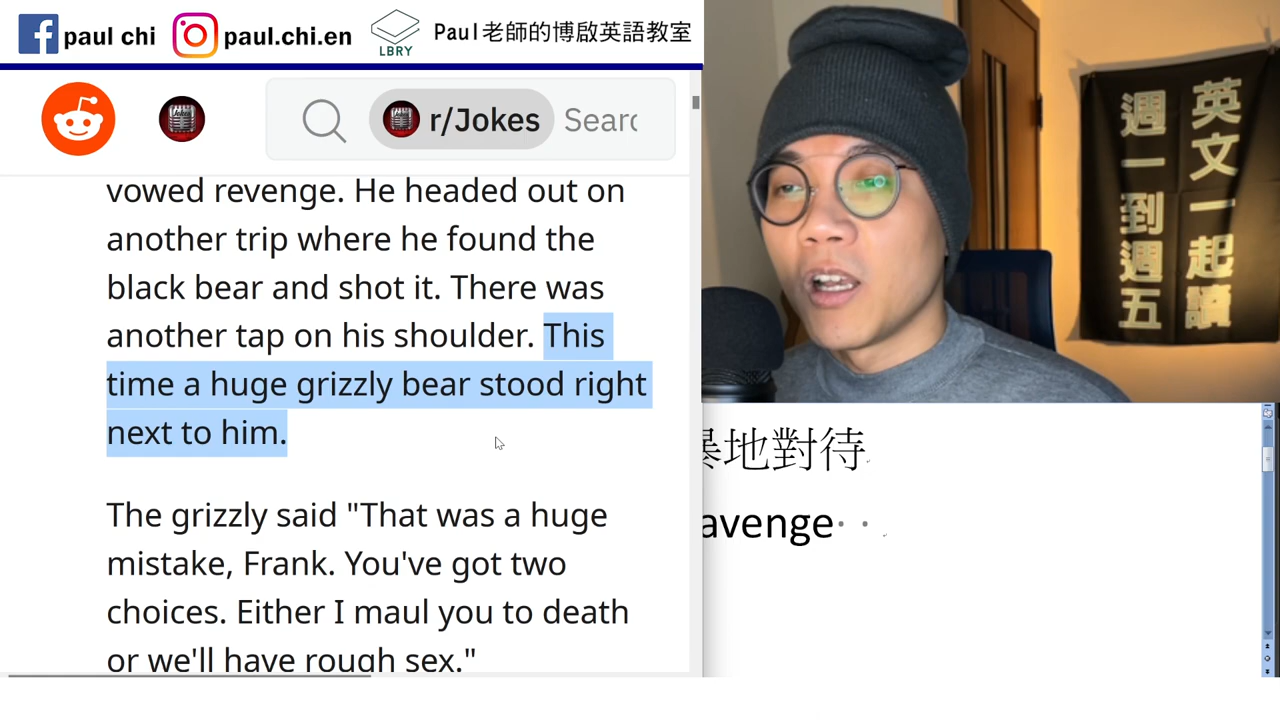 paul chi
paul.chi.en
LBRY
Paul老師的博啟英語教室
r/Jokes
Searc
vowed revenge. He headed out on
another trip where he found the
black bear and shot it. There was
another tap on his shoulder. This
time a huge grizzly bear stood right
next to him.
The grizzly said "That was a huge
mistake, Frank. You've got two
choices. Either I maul you to death
or we'll have rough sex."
英文一起讀
週一到週五
暴地對待
avenge